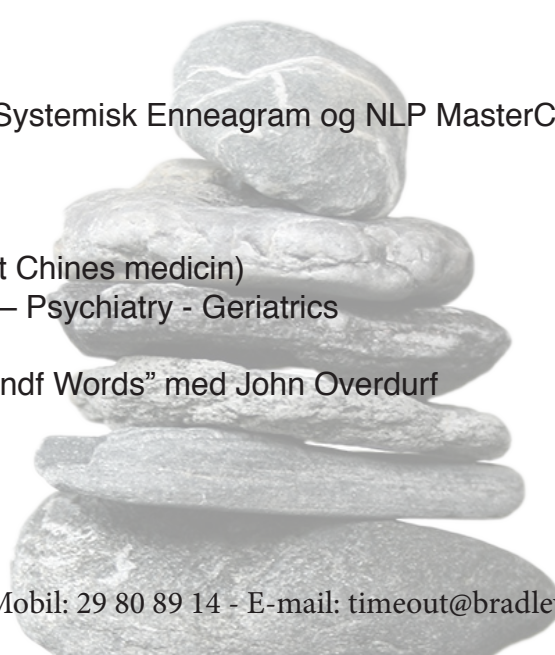 Systemisk Enneagram og NLP MasterC
t Chines medicin)
– Psychiatry - Geriatrics
ndf Words” med John Overdurf
Mobil: 29 80 89 14 - E-mail: timeout@bradle